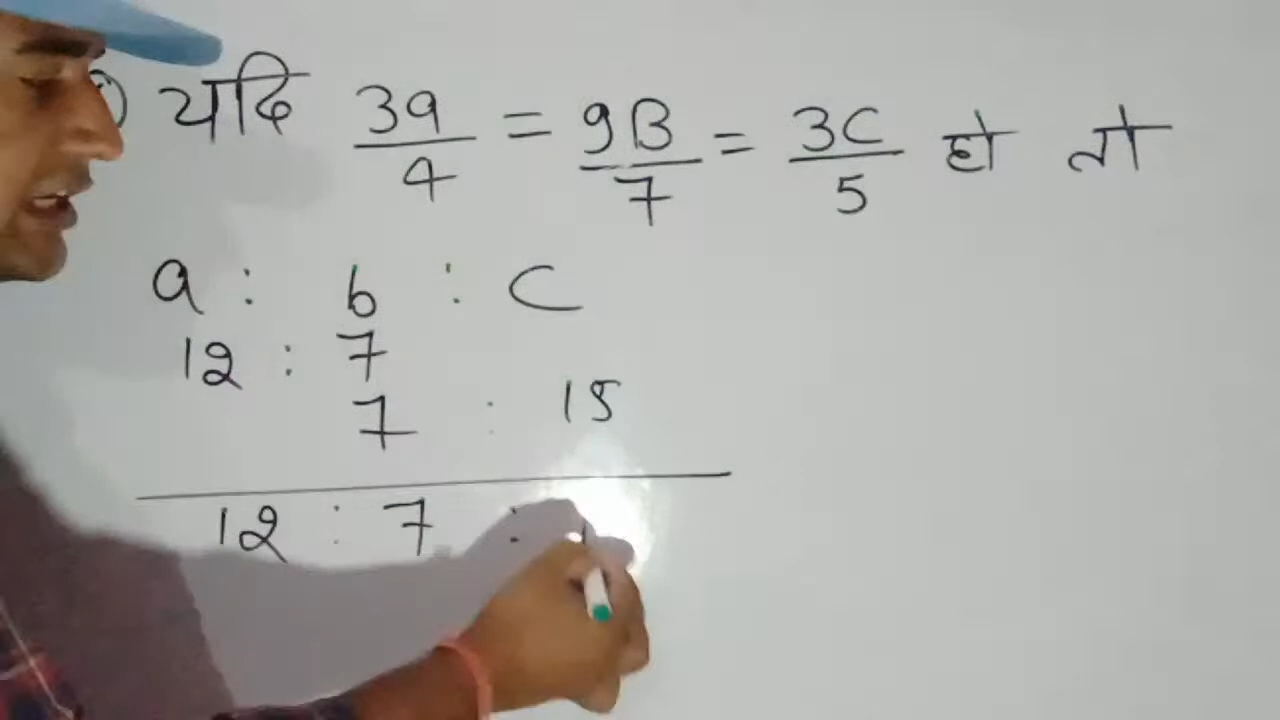 ) यदि 3a/4 = 9B/7 = 3C/5 हो तो
a : b : C
12 : 7
7 : 15
12 : 7 :